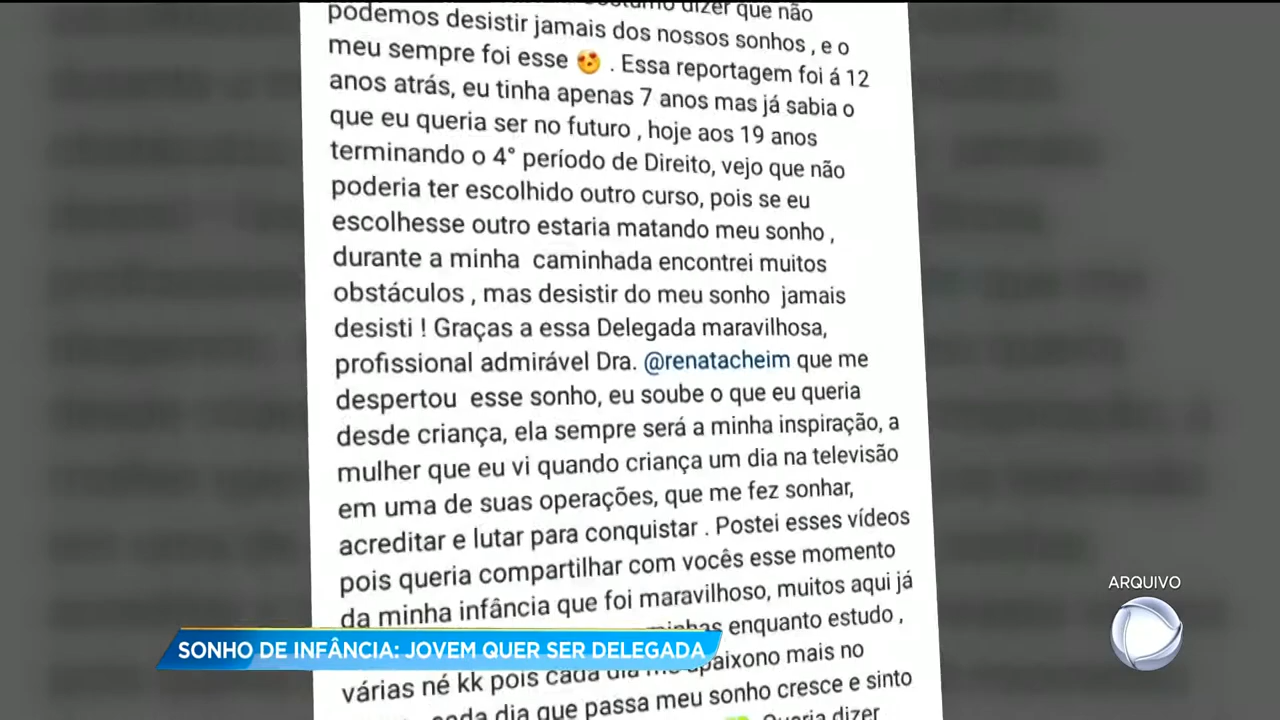 costumo dizer que não
podemos desistir jamais dos nossos sonhos , e o
meu sempre foi esse 😍 . Essa reportagem foi á 12
anos atrás, eu tinha apenas 7 anos mas já sabia o
que eu queria ser no futuro , hoje aos 19 anos
terminando o 4° período de Direito, vejo que não
poderia ter escolhido outro curso, pois se eu
escolhesse outro estaria matando meu sonho ,
durante a minha caminhada encontrei muitos
obstáculos , mas desistir do meu sonho jamais
desisti ! Graças a essa Delegada maravilhosa,
profissional admirável Dra. @renatacheim que me
despertou esse sonho, eu soube o que eu queria
desde criança, ela sempre será a minha inspiração, a
mulher que eu vi quando criança um dia na televisão
em uma de suas operações, que me fez sonhar,
acreditar e lutar para conquistar . Postei esses vídeos
pois queria compartilhar com vocês esse momento
da minha infância que foi maravilhoso, muitos aqui já
enquanto estudo ,
várias né kk pois cada dia me apaixono mais no
cada dia que passa meu sonho cresce e sinto
Queria dizer
ARQUIVO
SONHO DE INFÂNCIA: JOVEM QUER SER DELEGADA